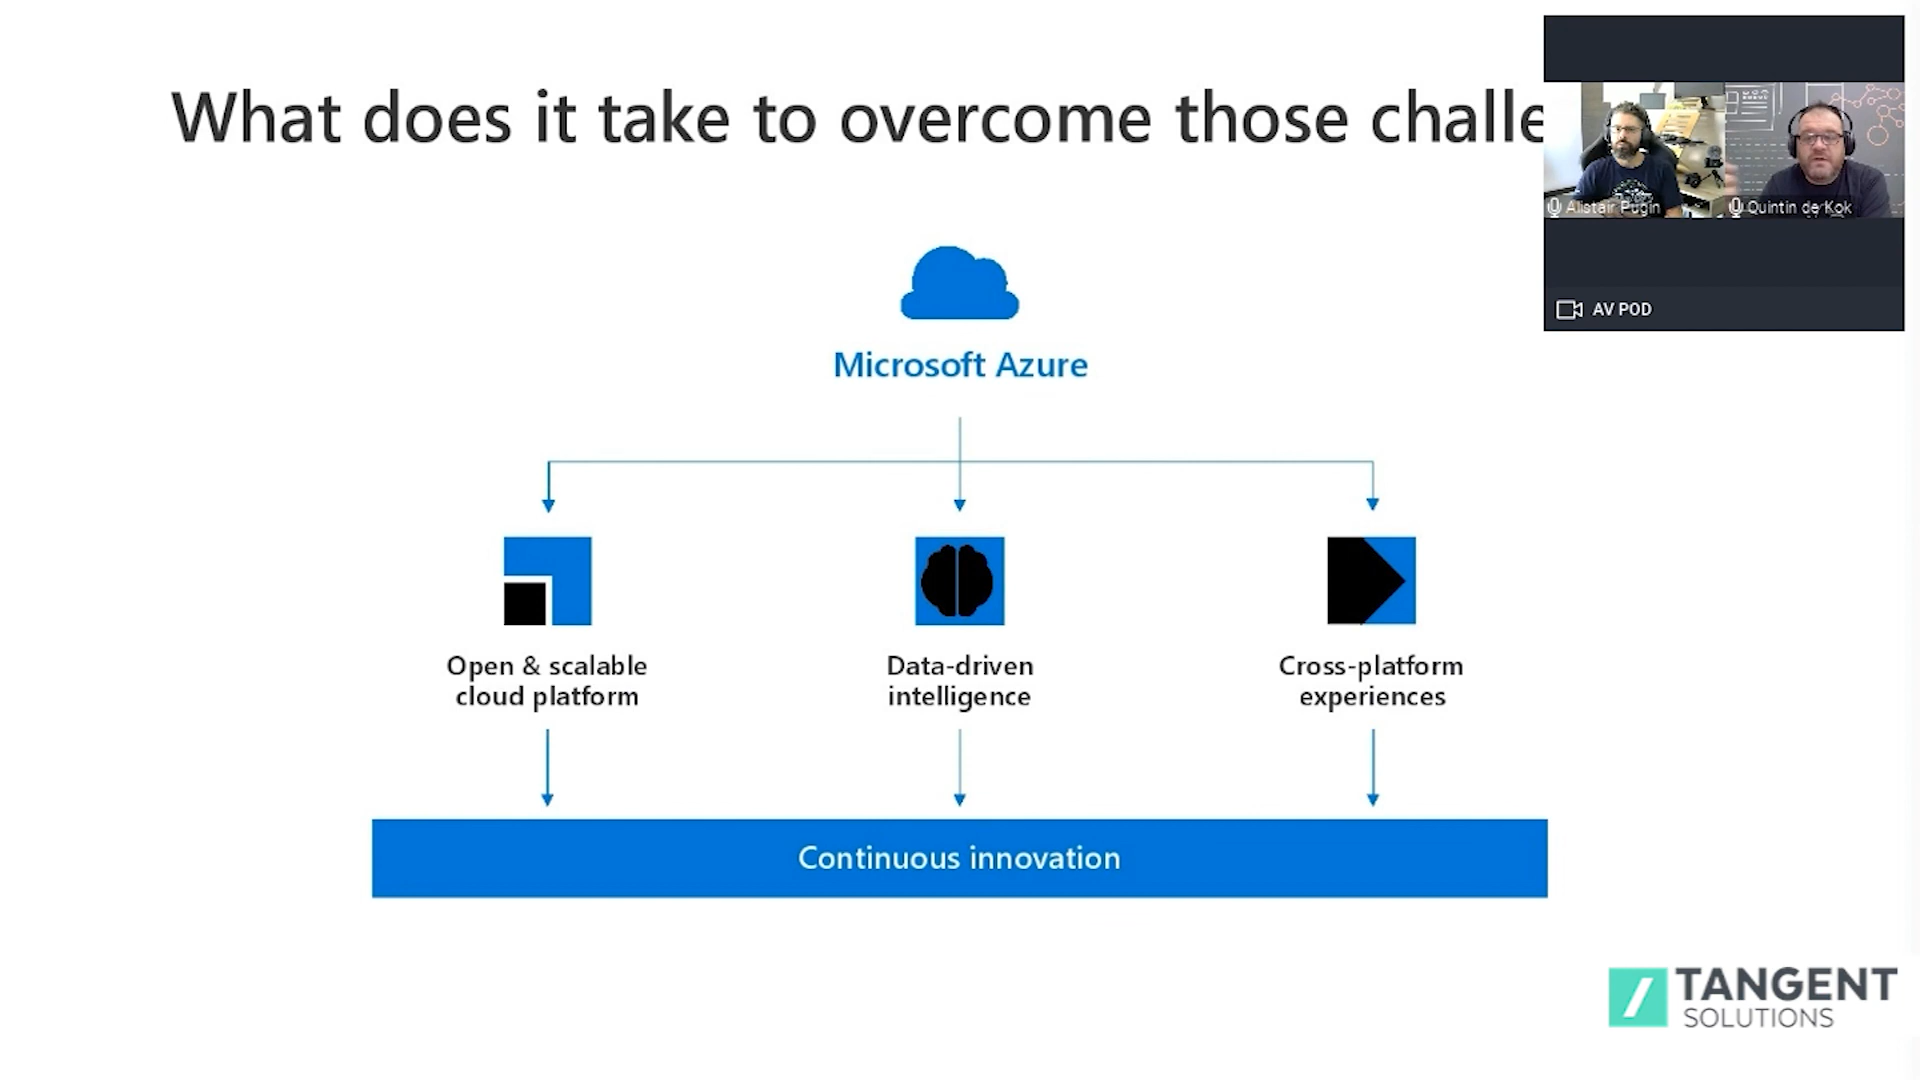 What does it take to overcome those challe
Alistair Pugin
Quintin de Kok
AV POD
Microsoft Azure
Open & scalable
cloud platform
Data-driven
intelligence
Cross-platform
experiences
Continuous innovation
TANGENT
SOLUTIONS